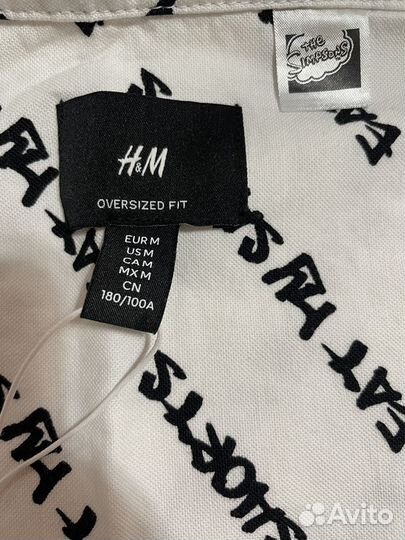 THE
SIMPSONS
H&M
OVERSIZED FIT
EUR M
US M
CA M
MX M
CN
180/100A
EAT
MY
SHORTS
Avito